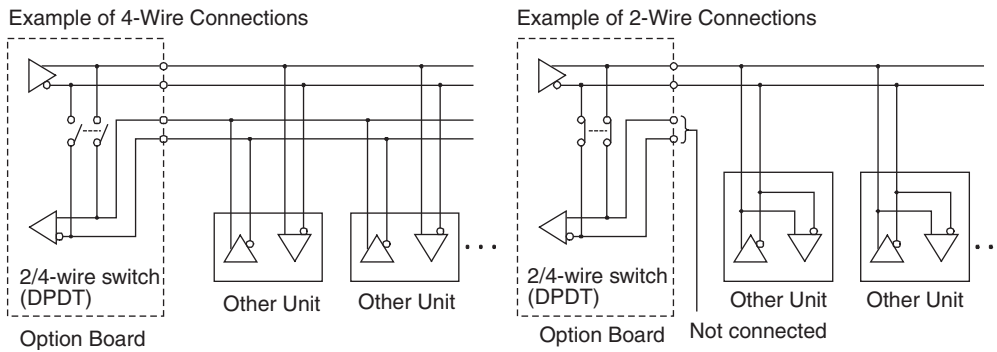 Example of 4-Wire Connections
2/4-wire switch
(DPDT)
Option Board
Other Unit
Other Unit
Example of 2-Wire Connections
2/4-wire switch
(DPDT)
Option Board
Not connected
Other Unit
Other Unit